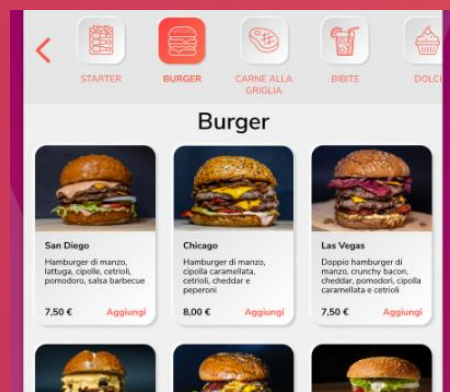 STARTER
BURGER
CARNE ALLA
GRIGLIA
BIBITE
DOLCI
Burger
San Diego
Hamburger di manzo,
lattuga, cipolle, cetrioli,
pomodoro, salsa barbecue
7,50 € Aggiungi
Chicago
Hamburger di manzo,
cipolla caramellata,
cetrioli, cheddar e
peperoni
8,00 € Aggiungi
Las Vegas
Doppio hamburger di
manzo, crunchy bacon,
cheddar, pomodori, cipolla
caramellata e cetrioli
7,50 € Aggiungi